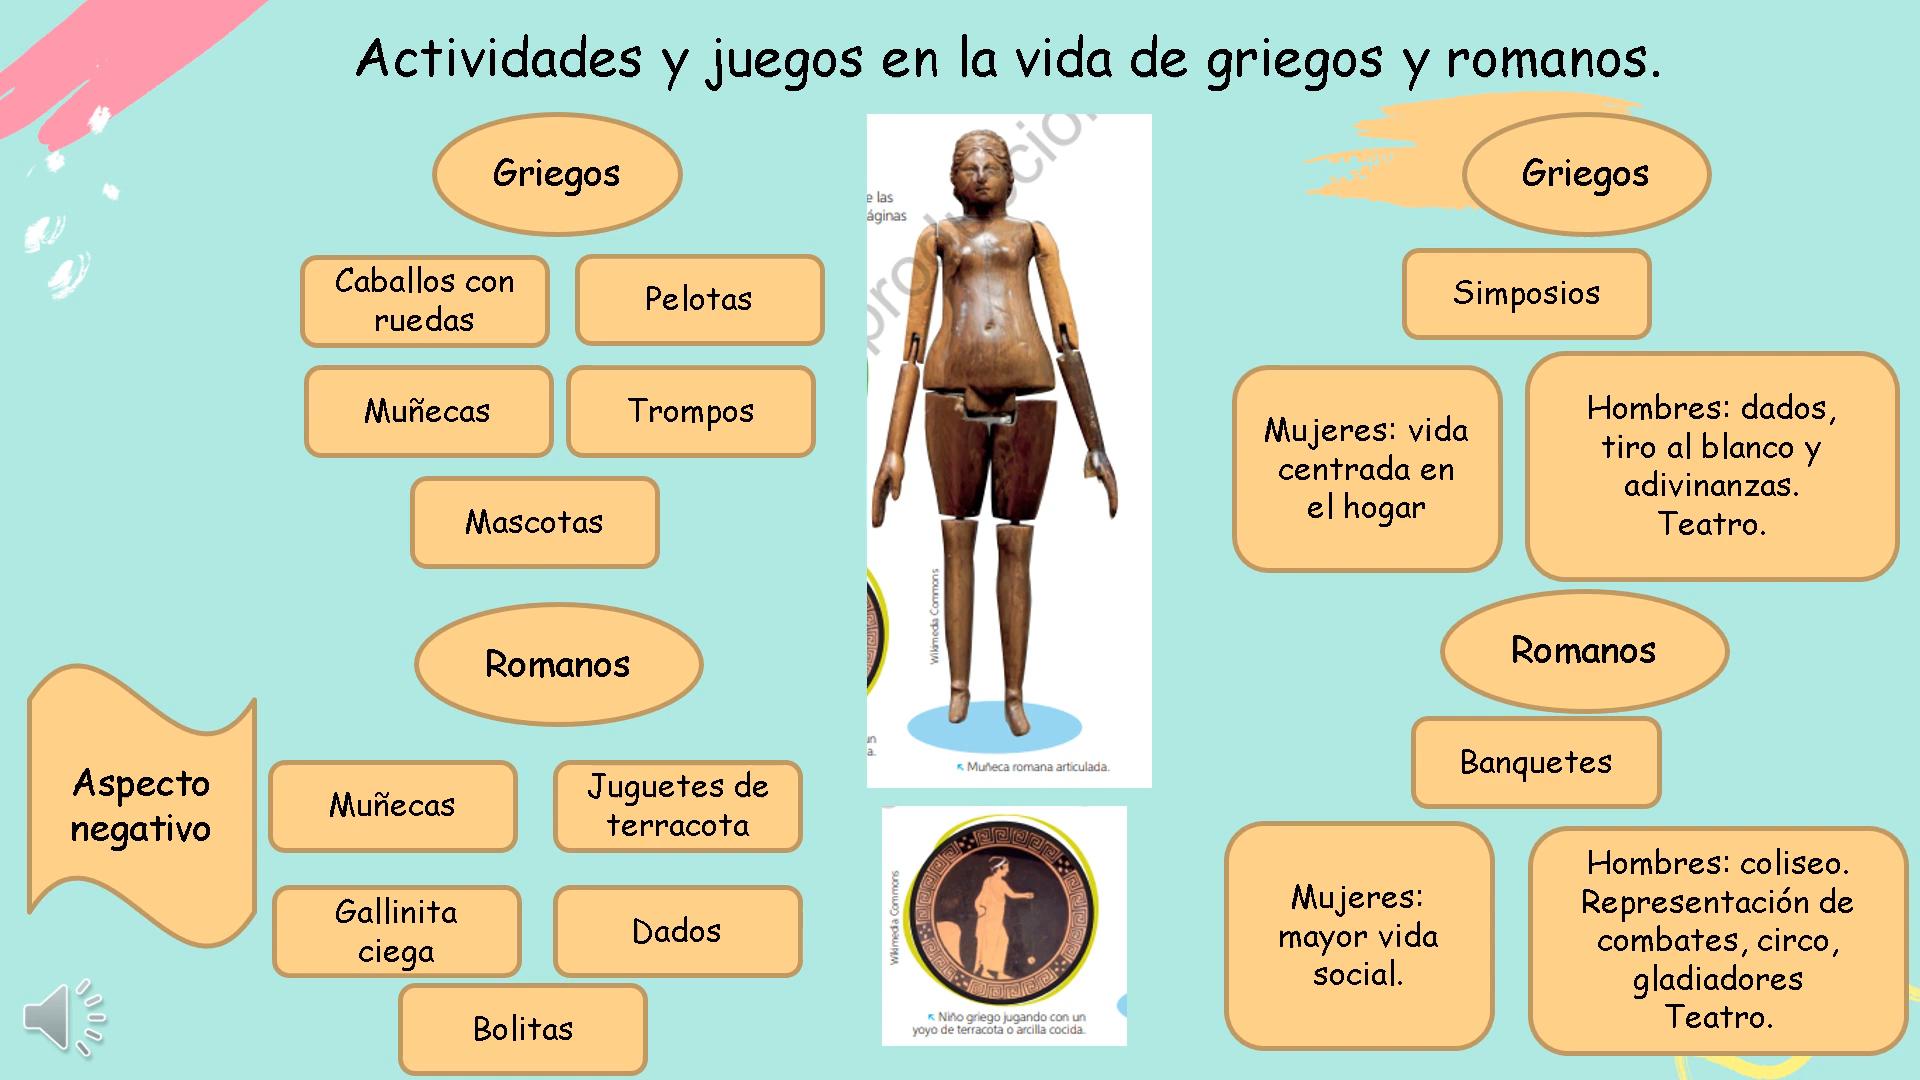 Actividades y juegos en la vida de griegos y romanos.
Griegos
Caballos con
ruedas
Pelotas
Muñecas
Trompos
Mascotas
Romanos
Aspecto
negativo
Muñecas
Juguetes de
terracota
Gallinita
ciega
Dados
Bolitas
e las
áginas
Wikimedia Commons
un
a.
Muñeca romana articulada.
Wikimedia Commons
Niño griego jugando con un
yoyo de terracota o arcilla cocida.
Griegos
Simposios
Mujeres: vida
centrada en
el hogar
Hombres: dados,
tiro al blanco y
adivinanzas.
Teatro.
Romanos
Banquetes
Mujeres:
mayor vida
social.
Hombres: coliseo.
Representación de
combates, circo,
gladiadores
Teatro.